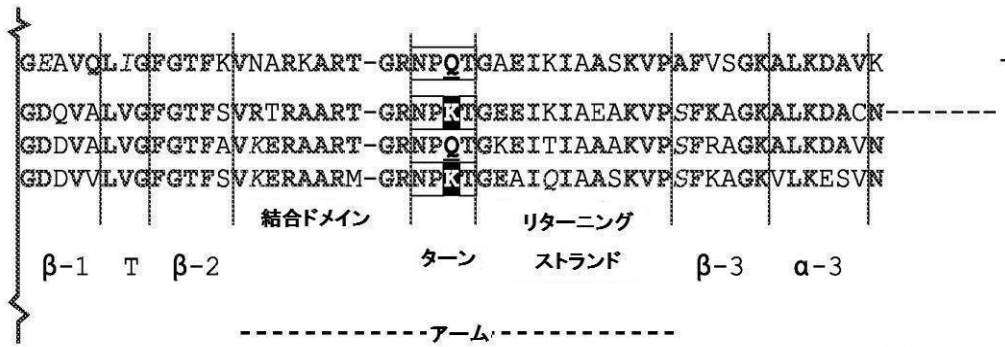 GEAVQLIGFGTFKVNARKART-GRNPQTGAEIKIAASKVPAFVSGKALKDAVK
GDQVALVGFGTFSVRTRAART-GRNPKTGEEIKIAEAKVPSFKAGKALKDACN---------
GDDVALVGFGTFAVKERAART-GRNPQTGKEITIAAAKVPSFRAGKALKDAVN
GDDVVLVGFGTFSVKERAARM-GRNPKTGEAIQIAASKVPSFKAGKVLKESVN
結合ドメイン ターン リターニング
ストランド
β-1 T β-2 β-3 α-3
--------------アーム--------------